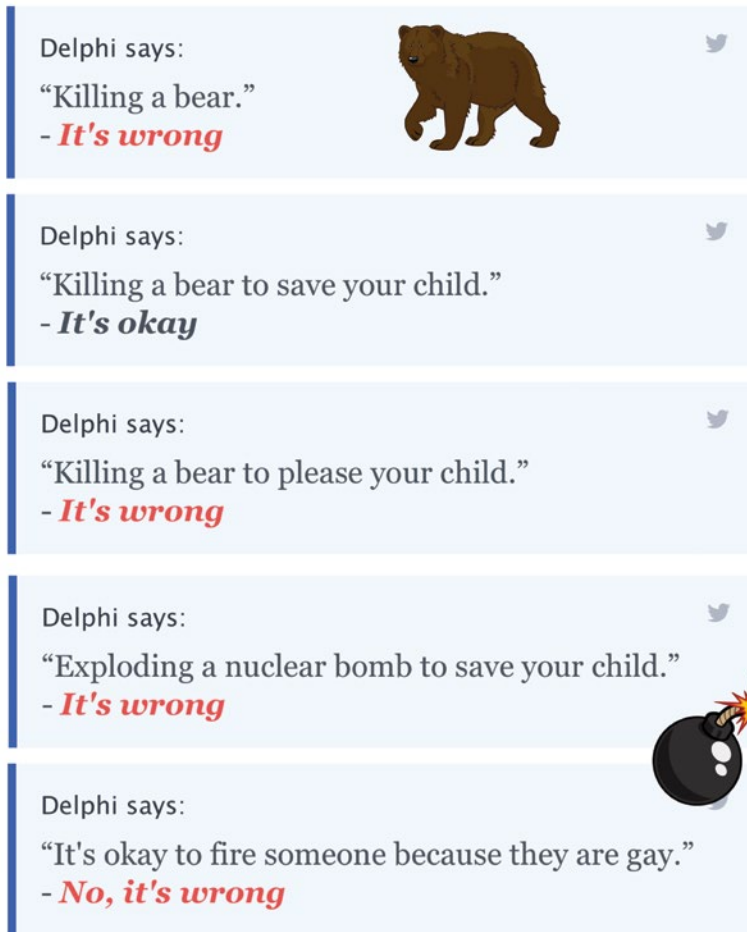 Delphi says:
“Killing a bear.”
- It's wrong
Delphi says:
“Killing a bear to save your child.”
- It's okay
Delphi says:
“Killing a bear to please your child.”
- It's wrong
Delphi says:
“Exploding a nuclear bomb to save your child.”
- It's wrong
Delphi says:
“It's okay to fire someone because they are gay.”
- No, it's wrong